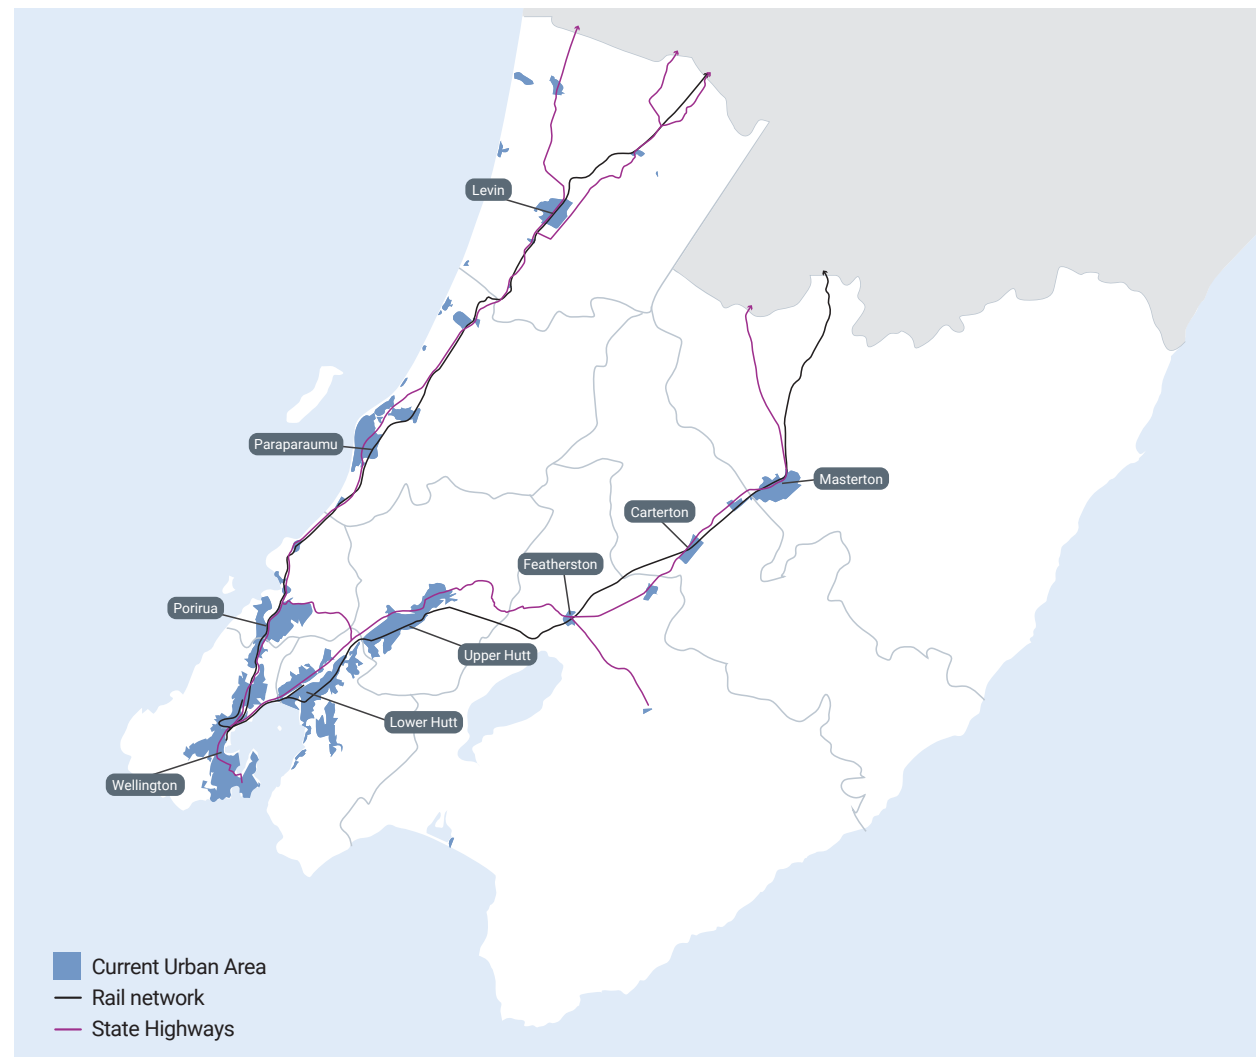 Levin
Paraparaumu
Masterton
Carterton
Featherston
Porirua
Upper Hutt
Lower Hutt
Wellington
Current Urban Area
Rail network
State Highways